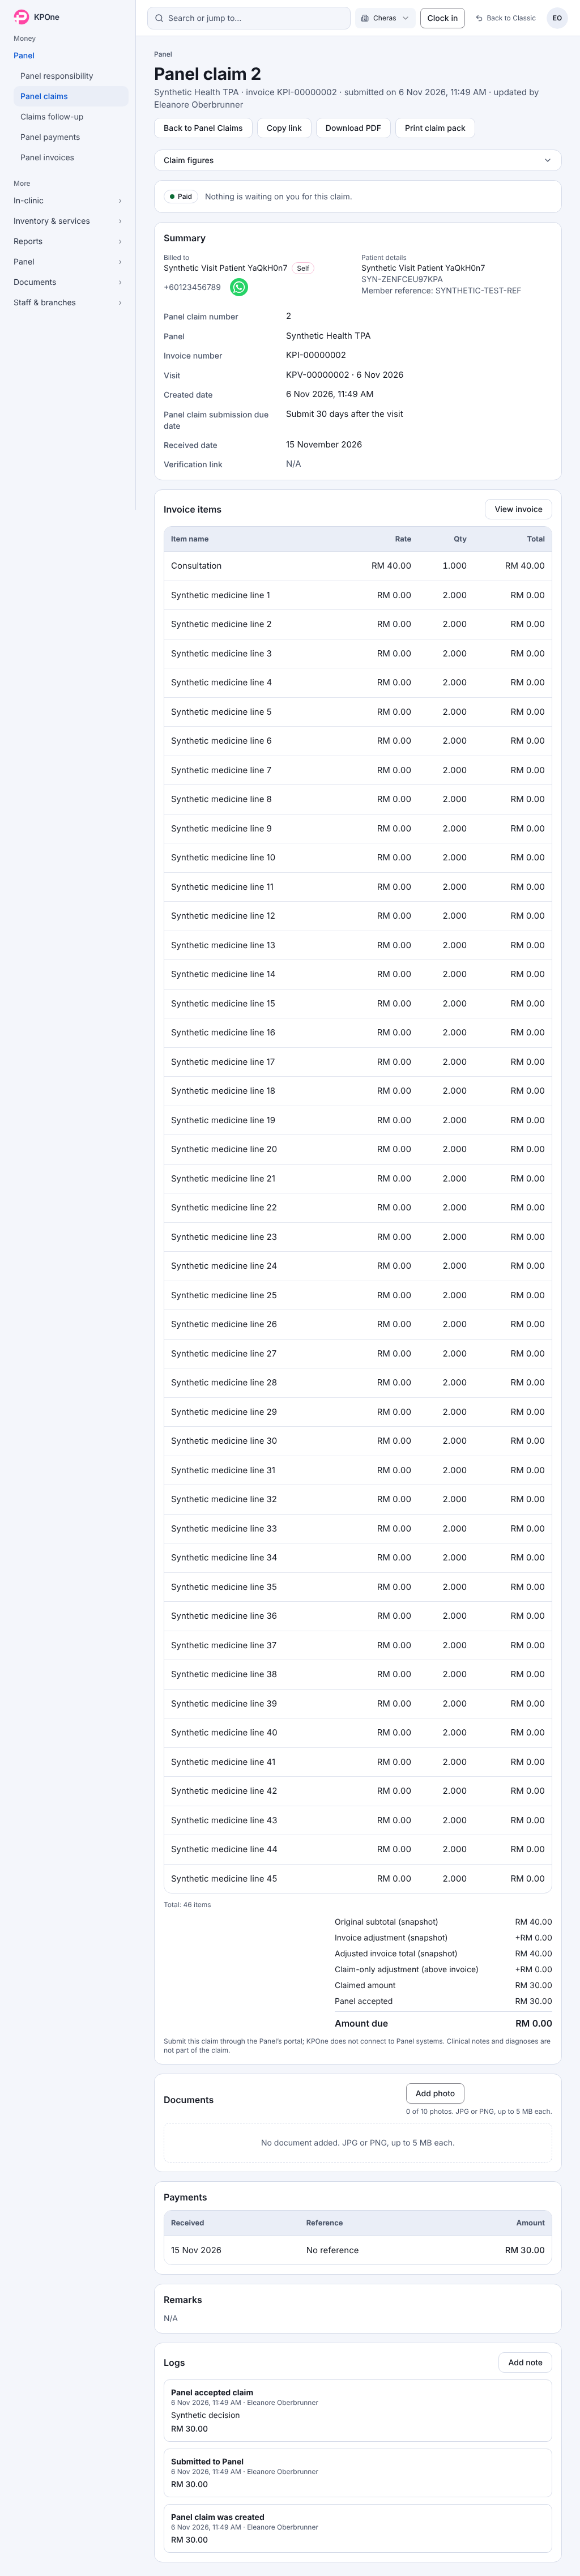 KPOne
Money
Panel
Panel responsibility
Panel claims
Claims follow-up
Panel payments
Panel invoices
More
In-clinic
Inventory & services
Reports
Panel
Documents
Staff & branches
Search or jump to...
Cheras
Clock in
Back to Classic
EO
Panel
Panel claim 2
Synthetic Health TPA · invoice KPI-00000002 · submitted on 6 Nov 2026, 11:49 AM · updated by
Eleanore Oberbrunner
Back to Panel Claims
Copy link
Download PDF
Print claim pack
Claim figures
Paid
Nothing is waiting on you for this claim.
Summary
Billed to
Synthetic Visit Patient YaQkH0n7 Self
+60123456789
Patient details
Synthetic Visit Patient YaQkH0n7
SYN-ZENFCEU97KPA
Member reference: SYNTHETIC-TEST-REF
Panel claim number 2
Panel Synthetic Health TPA
Invoice number KPI-00000002
Visit KPV-00000002 · 6 Nov 2026
Created date 6 Nov 2026, 11:49 AM
Panel claim submission due date Submit 30 days after the visit
Received date 15 November 2026
Verification link N/A
Invoice items
View invoice
Item name Rate Qty Total
Consultation RM 40.00 1.000 RM 40.00
Synthetic medicine line 1 RM 0.00 2.000 RM 0.00
Synthetic medicine line 2 RM 0.00 2.000 RM 0.00
Synthetic medicine line 3 RM 0.00 2.000 RM 0.00
Synthetic medicine line 4 RM 0.00 2.000 RM 0.00
Synthetic medicine line 5 RM 0.00 2.000 RM 0.00
Synthetic medicine line 6 RM 0.00 2.000 RM 0.00
Synthetic medicine line 7 RM 0.00 2.000 RM 0.00
Synthetic medicine line 8 RM 0.00 2.000 RM 0.00
Synthetic medicine line 9 RM 0.00 2.000 RM 0.00
Synthetic medicine line 10 RM 0.00 2.000 RM 0.00
Synthetic medicine line 11 RM 0.00 2.000 RM 0.00
Synthetic medicine line 12 RM 0.00 2.000 RM 0.00
Synthetic medicine line 13 RM 0.00 2.000 RM 0.00
Synthetic medicine line 14 RM 0.00 2.000 RM 0.00
Synthetic medicine line 15 RM 0.00 2.000 RM 0.00
Synthetic medicine line 16 RM 0.00 2.000 RM 0.00
Synthetic medicine line 17 RM 0.00 2.000 RM 0.00
Synthetic medicine line 18 RM 0.00 2.000 RM 0.00
Synthetic medicine line 19 RM 0.00 2.000 RM 0.00
Synthetic medicine line 20 RM 0.00 2.000 RM 0.00
Synthetic medicine line 21 RM 0.00 2.000 RM 0.00
Synthetic medicine line 22 RM 0.00 2.000 RM 0.00
Synthetic medicine line 23 RM 0.00 2.000 RM 0.00
Synthetic medicine line 24 RM 0.00 2.000 RM 0.00
Synthetic medicine line 25 RM 0.00 2.000 RM 0.00
Synthetic medicine line 26 RM 0.00 2.000 RM 0.00
Synthetic medicine line 27 RM 0.00 2.000 RM 0.00
Synthetic medicine line 28 RM 0.00 2.000 RM 0.00
Synthetic medicine line 29 RM 0.00 2.000 RM 0.00
Synthetic medicine line 30 RM 0.00 2.000 RM 0.00
Synthetic medicine line 31 RM 0.00 2.000 RM 0.00
Synthetic medicine line 32 RM 0.00 2.000 RM 0.00
Synthetic medicine line 33 RM 0.00 2.000 RM 0.00
Synthetic medicine line 34 RM 0.00 2.000 RM 0.00
Synthetic medicine line 35 RM 0.00 2.000 RM 0.00
Synthetic medicine line 36 RM 0.00 2.000 RM 0.00
Synthetic medicine line 37 RM 0.00 2.000 RM 0.00
Synthetic medicine line 38 RM 0.00 2.000 RM 0.00
Synthetic medicine line 39 RM 0.00 2.000 RM 0.00
Synthetic medicine line 40 RM 0.00 2.000 RM 0.00
Synthetic medicine line 41 RM 0.00 2.000 RM 0.00
Synthetic medicine line 42 RM 0.00 2.000 RM 0.00
Synthetic medicine line 43 RM 0.00 2.000 RM 0.00
Synthetic medicine line 44 RM 0.00 2.000 RM 0.00
Synthetic medicine line 45 RM 0.00 2.000 RM 0.00
Total: 46 items
Original subtotal (snapshot) RM 40.00
Invoice adjustment (snapshot) +RM 0.00
Adjusted invoice total (snapshot) RM 40.00
Claim-only adjustment (above invoice) +RM 0.00
Claimed amount RM 30.00
Panel accepted RM 30.00
Amount due RM 0.00
Submit this claim through the Panel's portal; KPOne does not connect to Panel systems. Clinical notes and diagnoses are
not part of the claim.
Documents
Add photo
0 of 10 photos. JPG or PNG, up to 5 MB each.
No document added. JPG or PNG, up to 5 MB each.
Payments
Received Reference Amount
15 Nov 2026 No reference RM 30.00
Remarks
N/A
Logs
Add note
Panel accepted claim
6 Nov 2026, 11:49 AM · Eleanore Oberbrunner
Synthetic decision
RM 30.00
Submitted to Panel
6 Nov 2026, 11:49 AM · Eleanore Oberbrunner
RM 30.00
Panel claim was created
6 Nov 2026, 11:49 AM · Eleanore Oberbrunner
RM 30.00